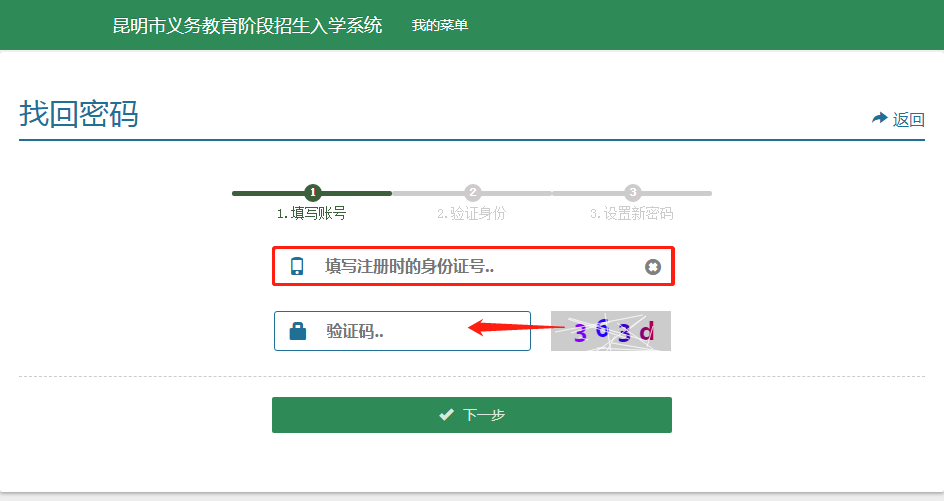 昆明市义务教育阶段招生入学系统 我的菜单
找回密码
返回
1 2 3
1.填写账号 2.验证身份 3.设置新密码
填写注册时的身份证号..
验证码.. 363d
下一步